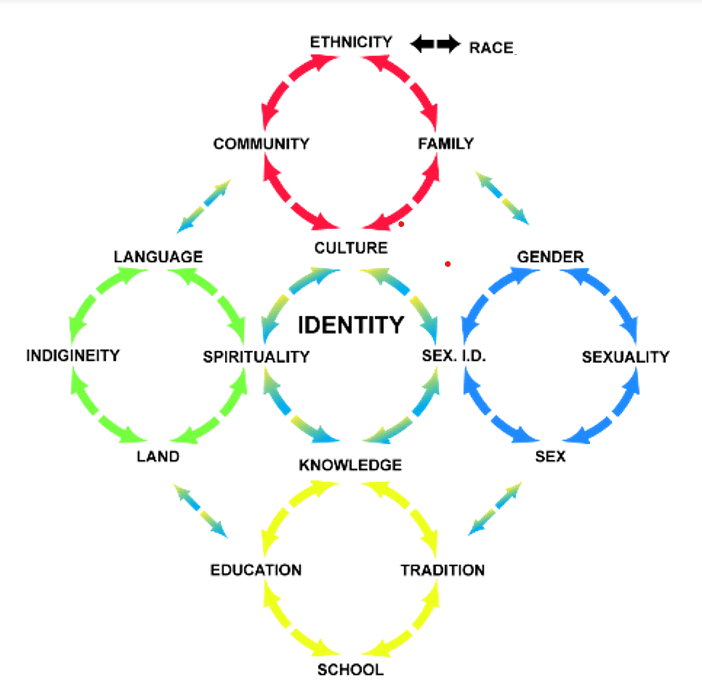 ETHNICITY
RACE
COMMUNITY
FAMILY
CULTURE
LANGUAGE
GENDER
IDENTITY
INDIGINEITY
SPIRITUALITY
SEX. I.D.
SEXUALITY
LAND
KNOWLEDGE
SEX
EDUCATION
TRADITION
SCHOOL